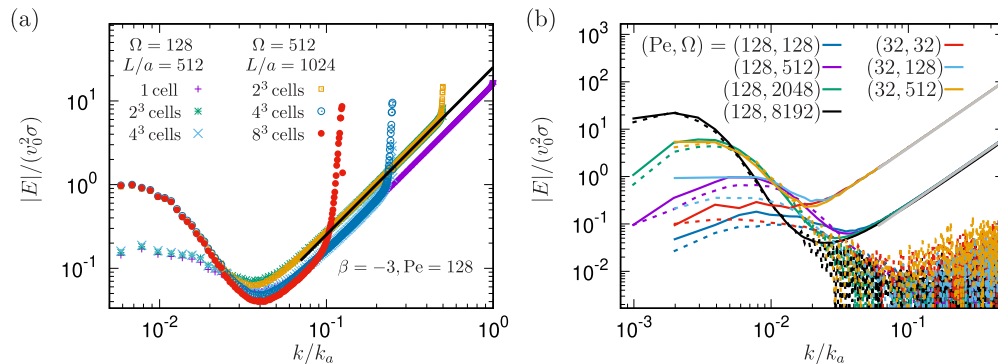 (a)
|E|/(v₀²σ)
10¹
10⁰
10⁻¹
Ω = 128 Ω = 512
L/a = 512 L/a = 1024
1 cell 2³ cells
2³ cells 4³ cells
4³ cells 8³ cells
β = −3, Pe = 128
10⁻² 10⁻¹ 10⁰
k/kₐ
(b)
|E|/(v₀²σ)
10³
10²
10¹
10⁰
10⁻¹
10⁻²
(Pe, Ω) = (128, 128) (32, 32)
(128, 512) (32, 128)
(128, 2048) (32, 512)
(128, 8192)
10⁻³ 10⁻² 10⁻¹
k/kₐ